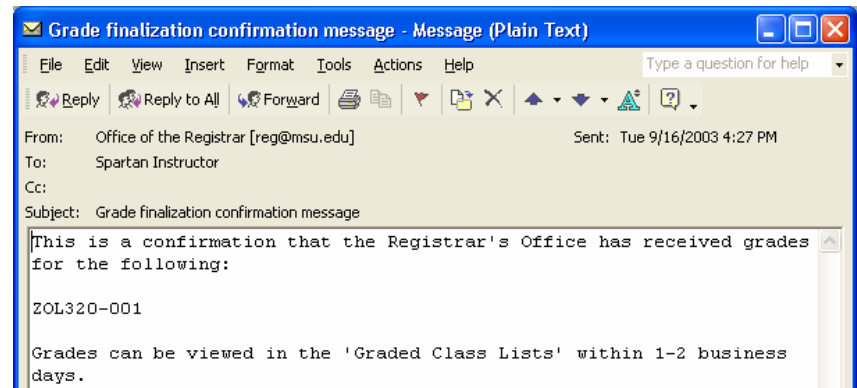 Grade finalization confirmation message - Message (Plain Text)
File Edit View Insert Format Tools Actions Help Type a question for help
Reply Reply to All Forward
From: Office of the Registrar [reg@msu.edu] Sent: Tue 9/16/2003 4:27 PM
To: Spartan Instructor
Cc:
Subject: Grade finalization confirmation message
This is a confirmation that the Registrar's Office has received grades
for the following:
ZOL320-001
Grades can be viewed in the 'Graded Class Lists' within 1-2 business
days.